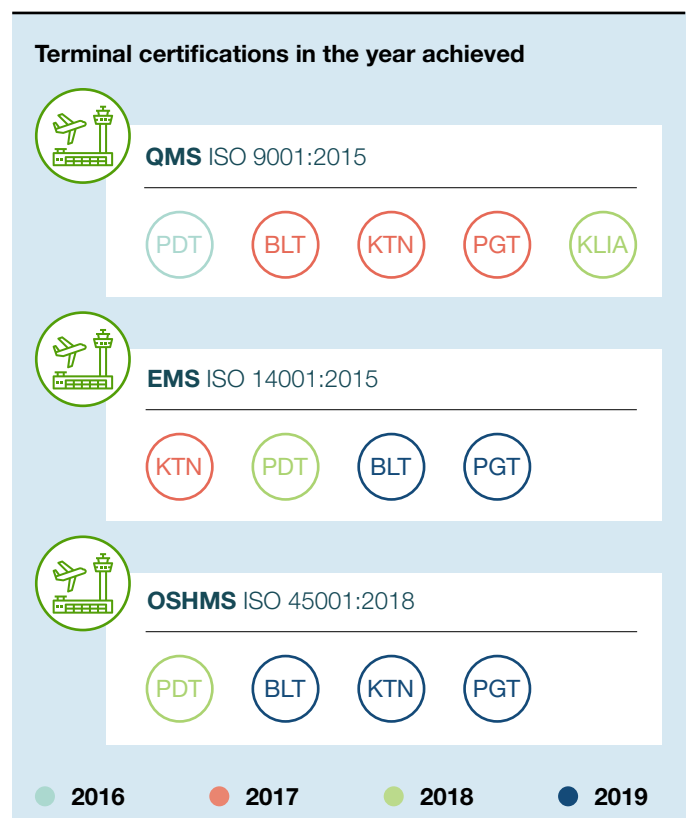 Terminal certifications in the year achieved
QMS ISO 9001:2015
PDT BLT KTN PGT KLIA
EMS ISO 14001:2015
KTN PDT BLT PGT
OSHMS ISO 45001:2018
PDT BLT KTN PGT
2016 2017 2018 2019